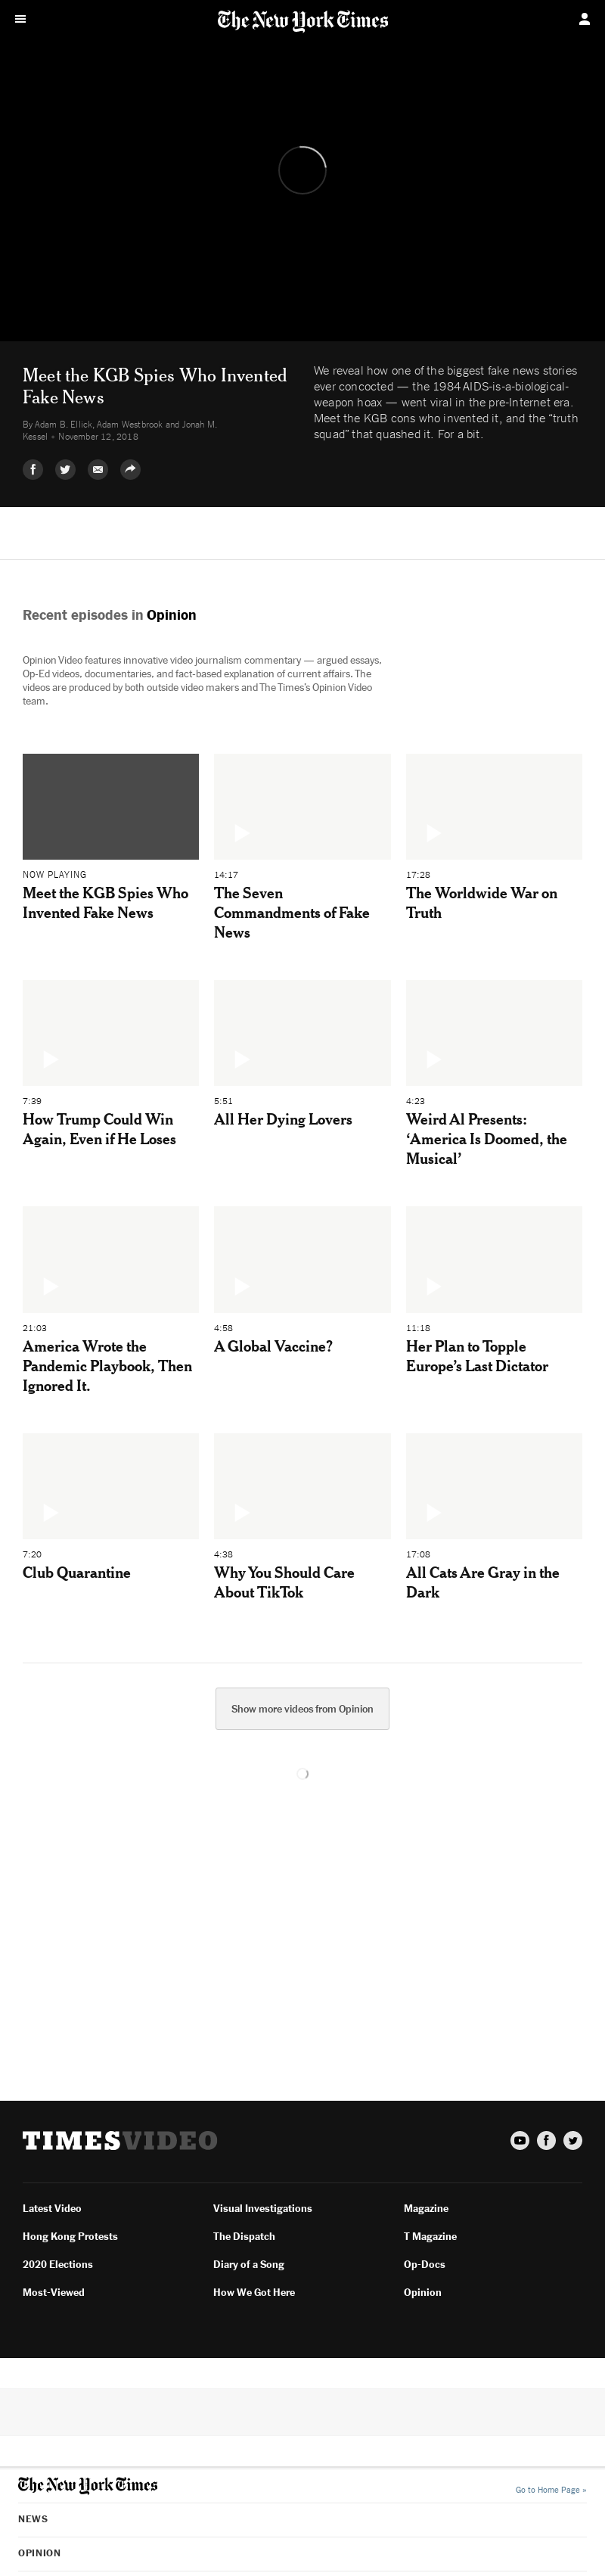 The New York Times
Meet the KGB Spies Who Invented
Fake News
By Adam B. Ellick, Adam Westbrook and Jonah M.
Kessel • November 12, 2018
We reveal how one of the biggest fake news stories
ever concocted — the 1984 AIDS-is-a-biological-
weapon hoax — went viral in the pre-Internet era.
Meet the KGB cons who invented it, and the “truth
squad” that quashed it. For a bit.
Recent episodes in Opinion
Opinion Video features innovative video journalism commentary — argued essays,
Op-Ed videos, documentaries, and fact-based explanation of current affairs. The
videos are produced by both outside video makers and The Times’s Opinion Video
team.
NOW PLAYING
Meet the KGB Spies Who
Invented Fake News
14:17
The Seven
Commandments of Fake
News
17:28
The Worldwide War on
Truth
7:39
How Trump Could Win
Again, Even if He Loses
5:51
All Her Dying Lovers
4:23
Weird Al Presents:
‘America Is Doomed, the
Musical’
21:03
America Wrote the
Pandemic Playbook, Then
Ignored It.
4:58
A Global Vaccine?
11:18
Her Plan to Topple
Europe’s Last Dictator
7:20
Club Quarantine
4:38
Why You Should Care
About TikTok
17:08
All Cats Are Gray in the
Dark
Show more videos from Opinion
TIMESVIDEO
Latest Video
Hong Kong Protests
2020 Elections
Most-Viewed
Visual Investigations
The Dispatch
Diary of a Song
How We Got Here
Magazine
T Magazine
Op-Docs
Opinion
The New York Times
Go to Home Page »
NEWS
OPINION